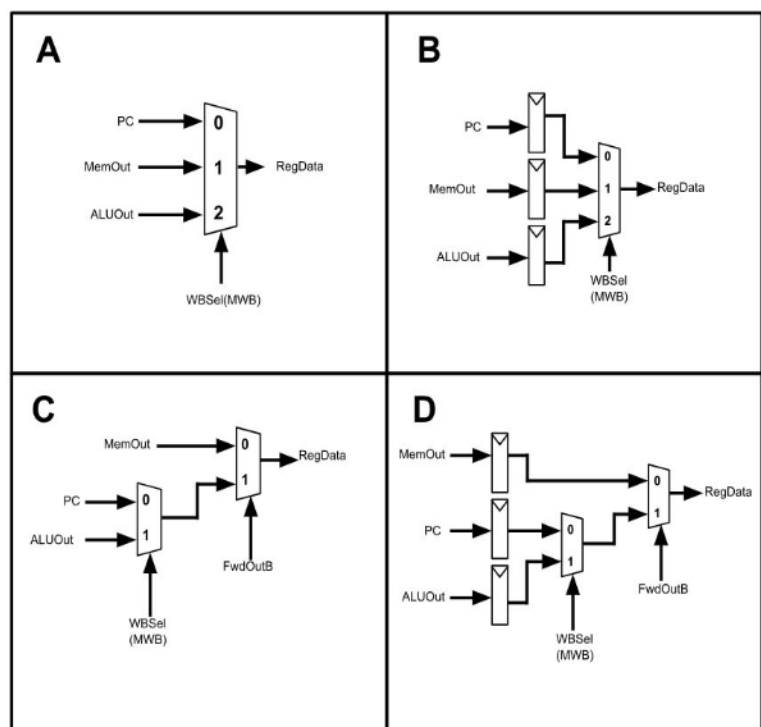 A
PC
0
MemOut
1
RegData
ALUOut
2
WBSel(MWB)
B
PC
0
MemOut
1
RegData
2
ALUOut
WBSel
(MWB)
C
MemOut
0
RegData
PC
0
1
ALUOut
1
FwdOutB
WBSel
(MWB)
D
MemOut
0
RegData
PC
0
1
1
ALUOut
FwdOutB
WBSel
(MWB)